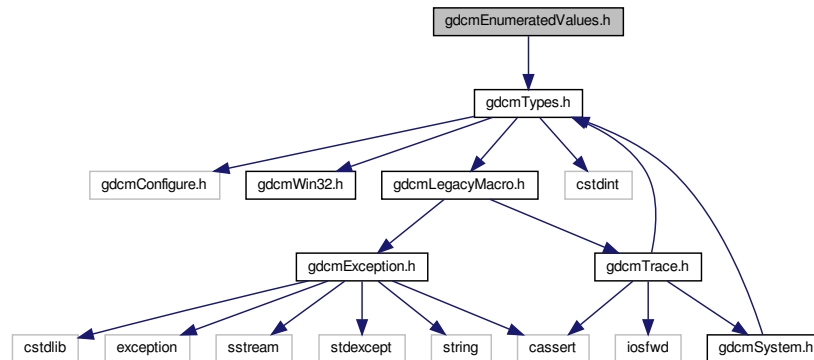 gdcmEnumeratedValues.h
gdcmTypes.h
gdcmConfigure.h
gdcmWin32.h
gdcmLegacyMacro.h
cstdint
gdcmException.h
gdcmTrace.h
cstdlib
exception
sstream
stdexcept
string
cassert
iosfwd
gdcmSystem.h